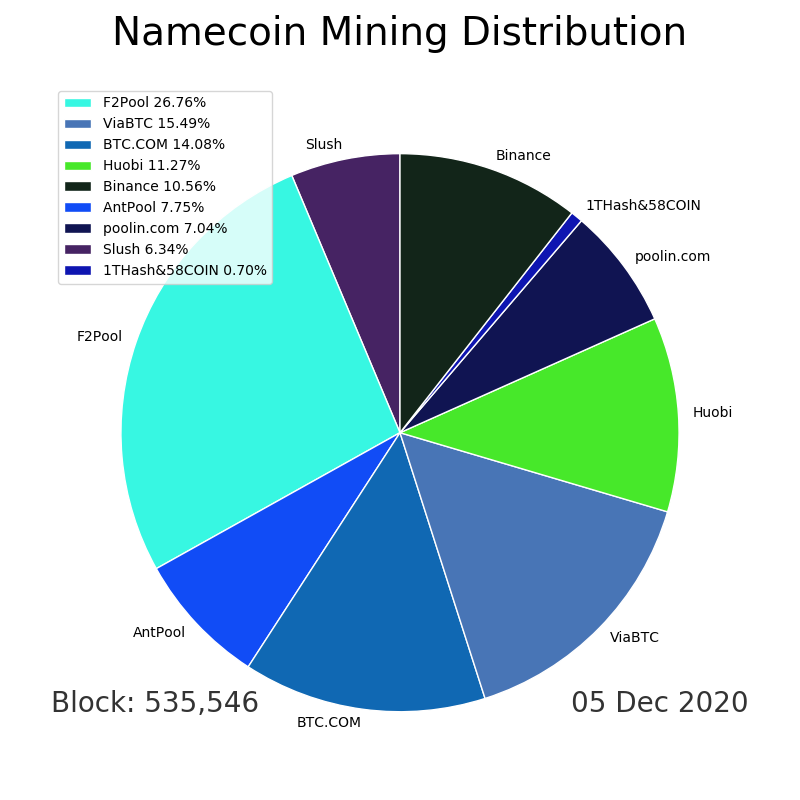 Namecoin Mining Distribution
F2Pool 26.76%
ViaBTC 15.49%
BTC.COM 14.08%
Huobi 11.27%
Binance 10.56%
AntPool 7.75%
poolin.com 7.04%
Slush 6.34%
1THash&58COIN 0.70%
Slush
Binance
1THash&58COIN
poolin.com
F2Pool
Huobi
AntPool
ViaBTC
BTC.COM
Block: 535,546
05 Dec 2020